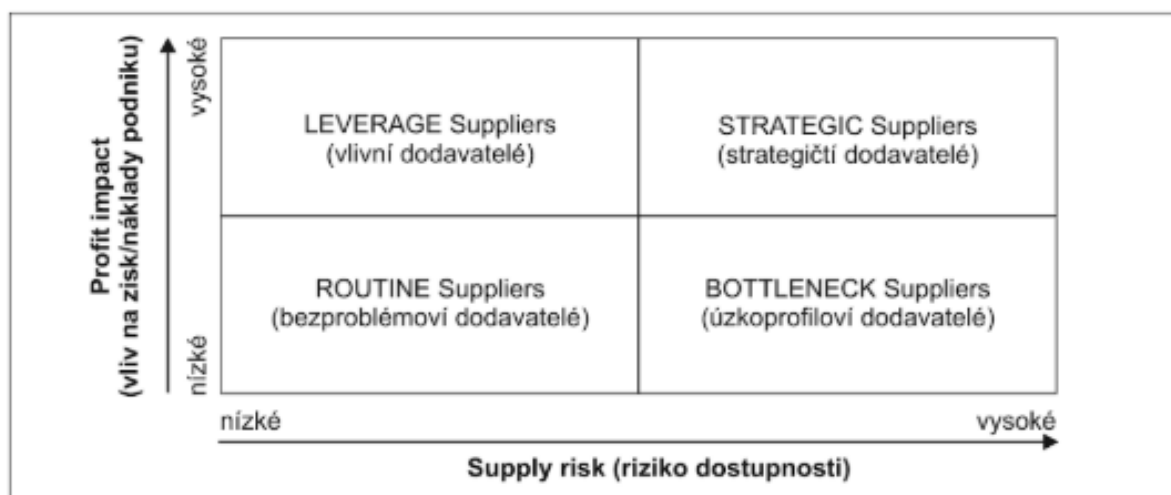 Profit impact
(vliv na zisk/náklady podniku)
vysoké
nízké
LEVERAGE Suppliers
(vlivní dodavatelé)
STRATEGIC Suppliers
(strategičtí dodavatelé)
ROUTINE Suppliers
(bezproblémoví dodavatelé)
BOTTLENECK Suppliers
(úzkoprofiloví dodavatelé)
nízké
vysoké
Supply risk (riziko dostupnosti)